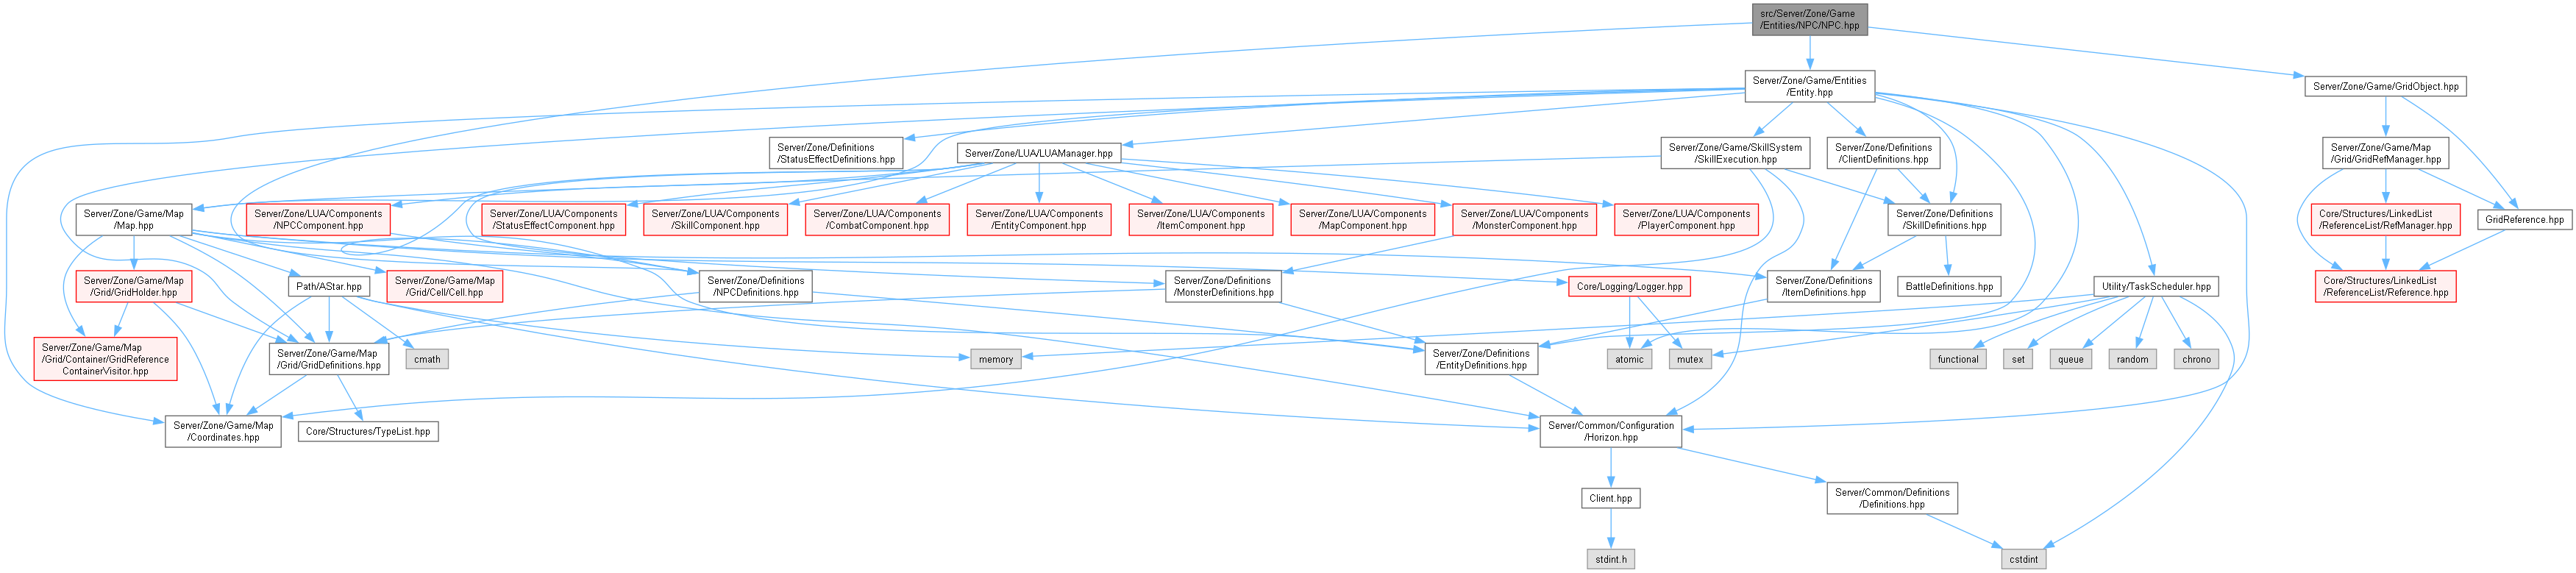 src/Server/Zone/Game
/Entities/NPC/NPC.hpp
Server/Zone/Game/Entities
/Entity.hpp
Server/Zone/Game/GridObject.hpp
Server/Zone/Definitions
/StatusEffectDefinitions.hpp
Server/Zone/LUA/LUAManager.hpp
Server/Zone/Game/SkillSystem
/SkillExecution.hpp
Server/Zone/Definitions
/ClientDefinitions.hpp
Server/Zone/Game/Map
/Grid/GridRefManager.hpp
Server/Zone/Game/Map
/Map.hpp
Server/Zone/LUA/Components
/NPCComponent.hpp
Server/Zone/LUA/Components
/StatusEffectComponent.hpp
Server/Zone/LUA/Components
/SkillComponent.hpp
Server/Zone/LUA/Components
/CombatComponent.hpp
Server/Zone/LUA/Components
/EntityComponent.hpp
Server/Zone/LUA/Components
/ItemComponent.hpp
Server/Zone/LUA/Components
/MapComponent.hpp
Server/Zone/LUA/Components
/MonsterComponent.hpp
Server/Zone/LUA/Components
/PlayerComponent.hpp
Server/Zone/Definitions
/SkillDefinitions.hpp
Core/Structures/LinkedList
/ReferenceList/RefManager.hpp
GridReference.hpp
Server/Zone/Game/Map
/Grid/GridHolder.hpp
Path/AStar.hpp
Server/Zone/Game/Map
/Grid/Cell/Cell.hpp
Server/Zone/Definitions
/NPCDefinitions.hpp
Server/Zone/Definitions
/MonsterDefinitions.hpp
Core/Logging/Logger.hpp
Server/Zone/Definitions
/ItemDefinitions.hpp
BattleDefinitions.hpp
Utility/TaskScheduler.hpp
Core/Structures/LinkedList
/ReferenceList/Reference.hpp
Server/Zone/Game/Map
/Grid/Container/GridReference
ContainerVisitor.hpp
Server/Zone/Game/Map
/Grid/GridDefinitions.hpp
cmath
Server/Zone/Definitions
/EntityDefinitions.hpp
memory
atomic
mutex
functional
set
queue
random
chrono
Server/Zone/Game/Map
/Coordinates.hpp
Core/Structures/TypeList.hpp
Server/Common/Configuration
/Horizon.hpp
Client.hpp
Server/Common/Definitions
/Definitions.hpp
stdint.h
cstdint